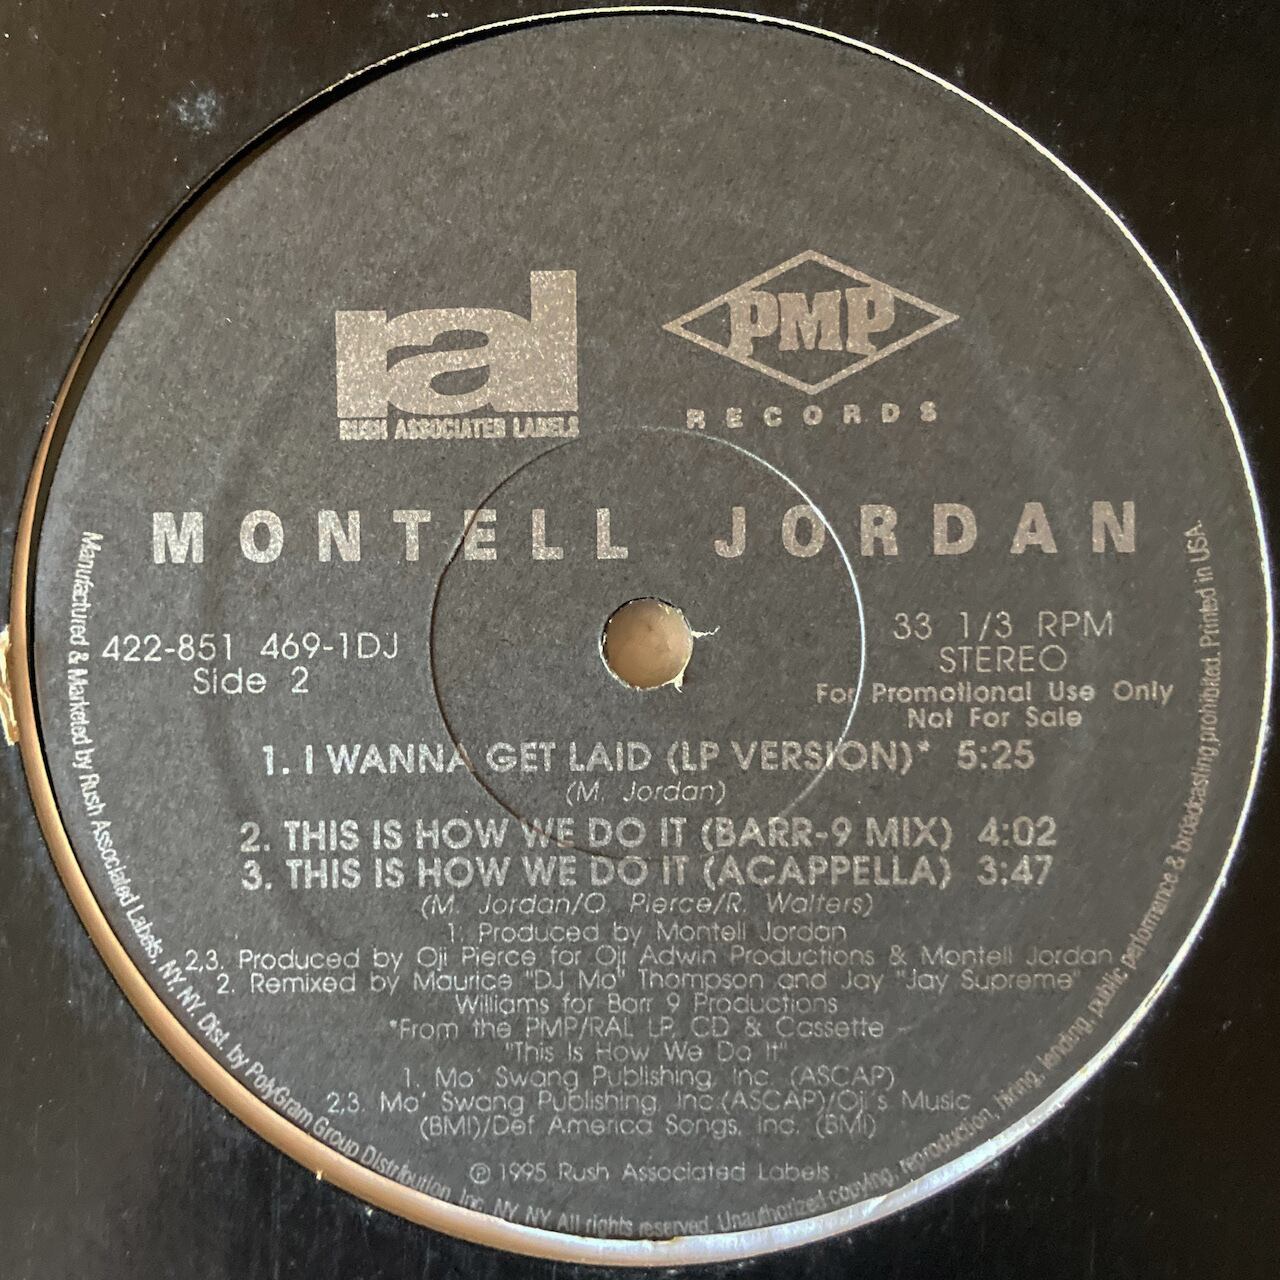 ral
RUSH ASSOCIATED LABELS
PMP
RECORDS
MONTELL JORDAN
422-851 469-1DJ
Side 2
33 1/3 RPM
STEREO
For Promotional Use Only
Not For Sale
1. I WANNA GET LAID (LP VERSION)* 5:25
(M. Jordan)
2. THIS IS HOW WE DO IT (BARR-9 MIX) 4:02
3. THIS IS HOW WE DO IT (ACAPPELLA) 3:47
(M. Jordan/O. Pierce/R. Walters)
1. Produced by Montell Jordan
2,3. Produced by Oji Pierce for Oji Adwin Productions & Montell Jordan
2. Remixed by Maurice "DJ Mo" Thompson and Jay "Jay Supreme"
Williams for Barr 9 Productions
*From the PMP/RAL LP, CD & Cassette
"This Is How We Do It"
1. Mo' Swang Publishing, Inc. (ASCAP)
2,3. Mo' Swang Publishing, Inc.(ASCAP)/Oji's Music
(BMI)/Def America Songs, Inc. (BMI)
℗ 1995 Rush Associated Labels
Manufactured & Marketed by Rush Associated Labels, NY, NY. Dist. by PolyGram Group Distribution, Inc., NY, NY. All rights reserved. Unauthorized copying, reproduction, hiring, lending, public performance & broadcasting prohibited. Printed in USA.